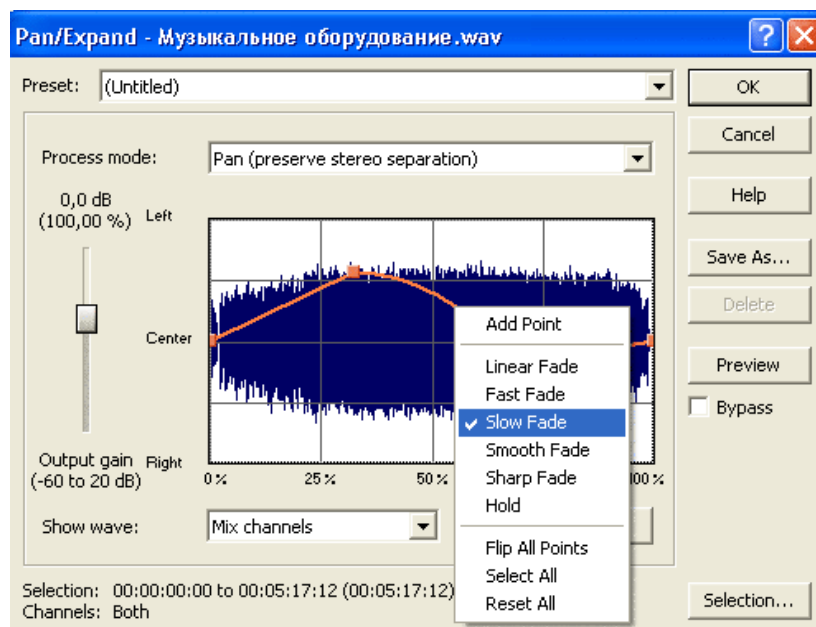 Pan/Expand - Музыкальное оборудование.wav
Preset: (Untitled)
OK
Cancel
Help
Save As...
Delete
Preview
Bypass
Process mode: Pan (preserve stereo separation)
0,0 dB
(100,00 %)
Left
Center
Right
Output gain
(-60 to 20 dB)
0 %
25 %
50 %
100 %
Add Point
Linear Fade
Fast Fade
Slow Fade
Smooth Fade
Sharp Fade
Hold
Flip All Points
Select All
Reset All
Show wave: Mix channels
Selection: 00:00:00:00 to 00:05:17:12 (00:05:17:12)
Channels: Both
Selection...